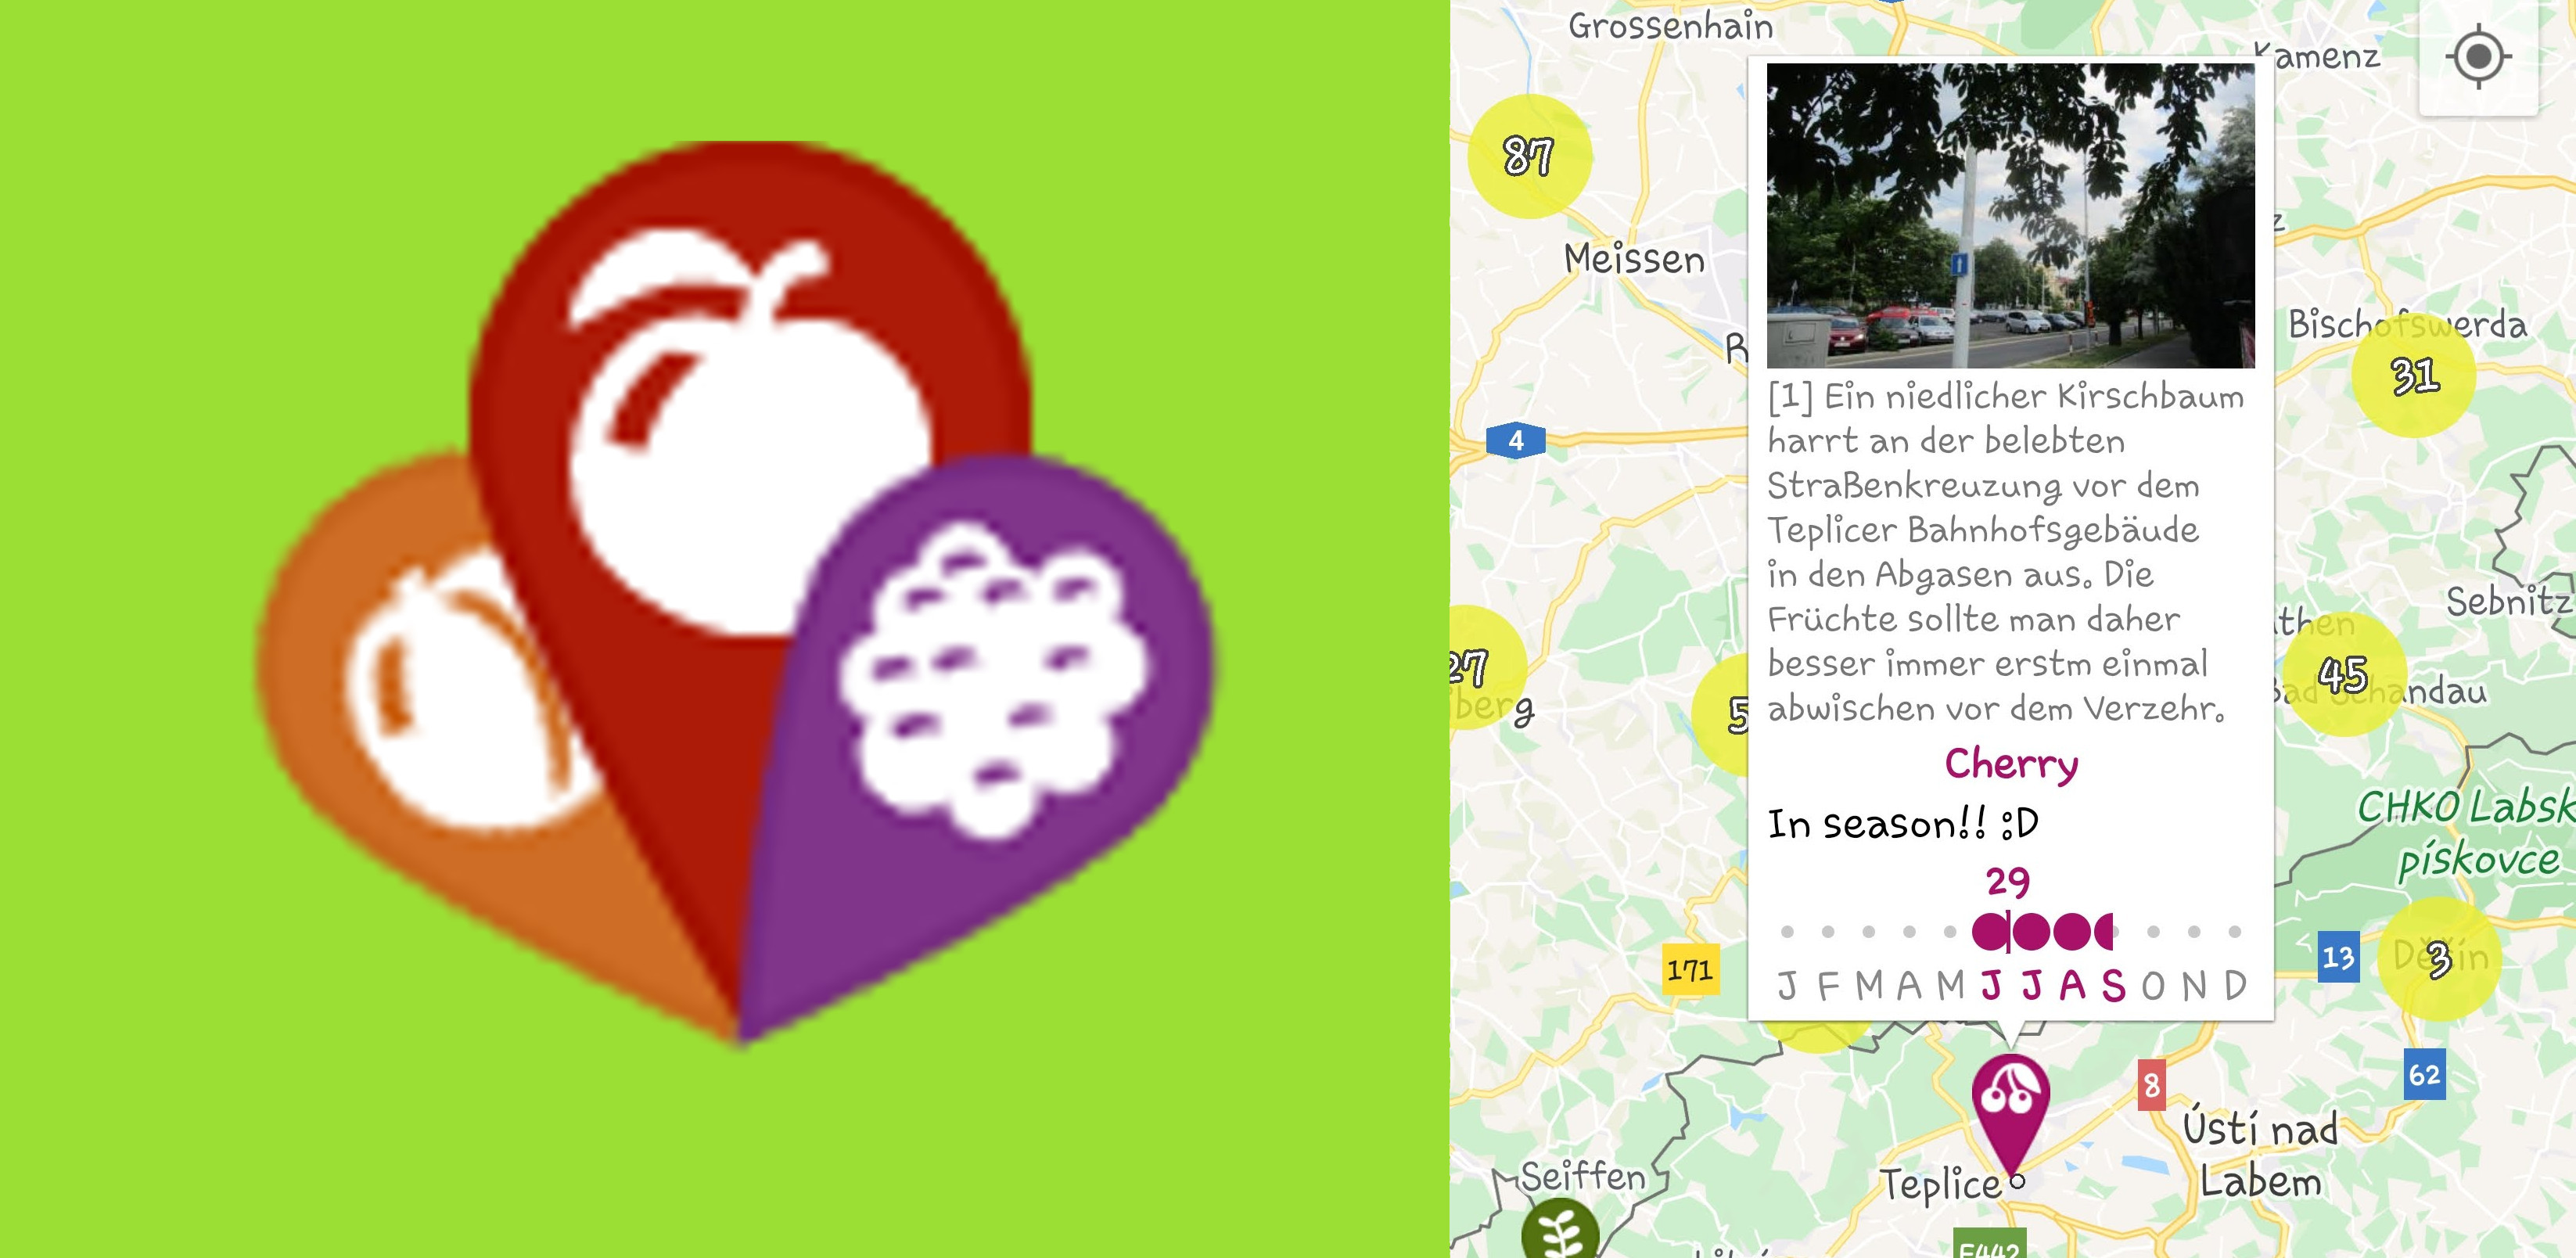 Grossenhain
Kamenz
87
Meissen
Bischofswerda
31
4
[1] Ein niedlicher Kirschbaum
harrt an der belebten
Straßenkreuzung vor dem
Teplicer Bahnhofsgebäude
in den Abgasen aus. Die
Früchte sollte man daher
besser immer erstm einmal
abwischen vor dem Verzehr.
Cherry
In season!! :D
29
J F M A M J J A S O N D
Sebnitz
27
berg
5
45
Bad Schandau
CHKO Labsk
pískovce
171
13
Děčín
3
62
8
Ústí nad
Labem
Teplice
Seiffen
E442